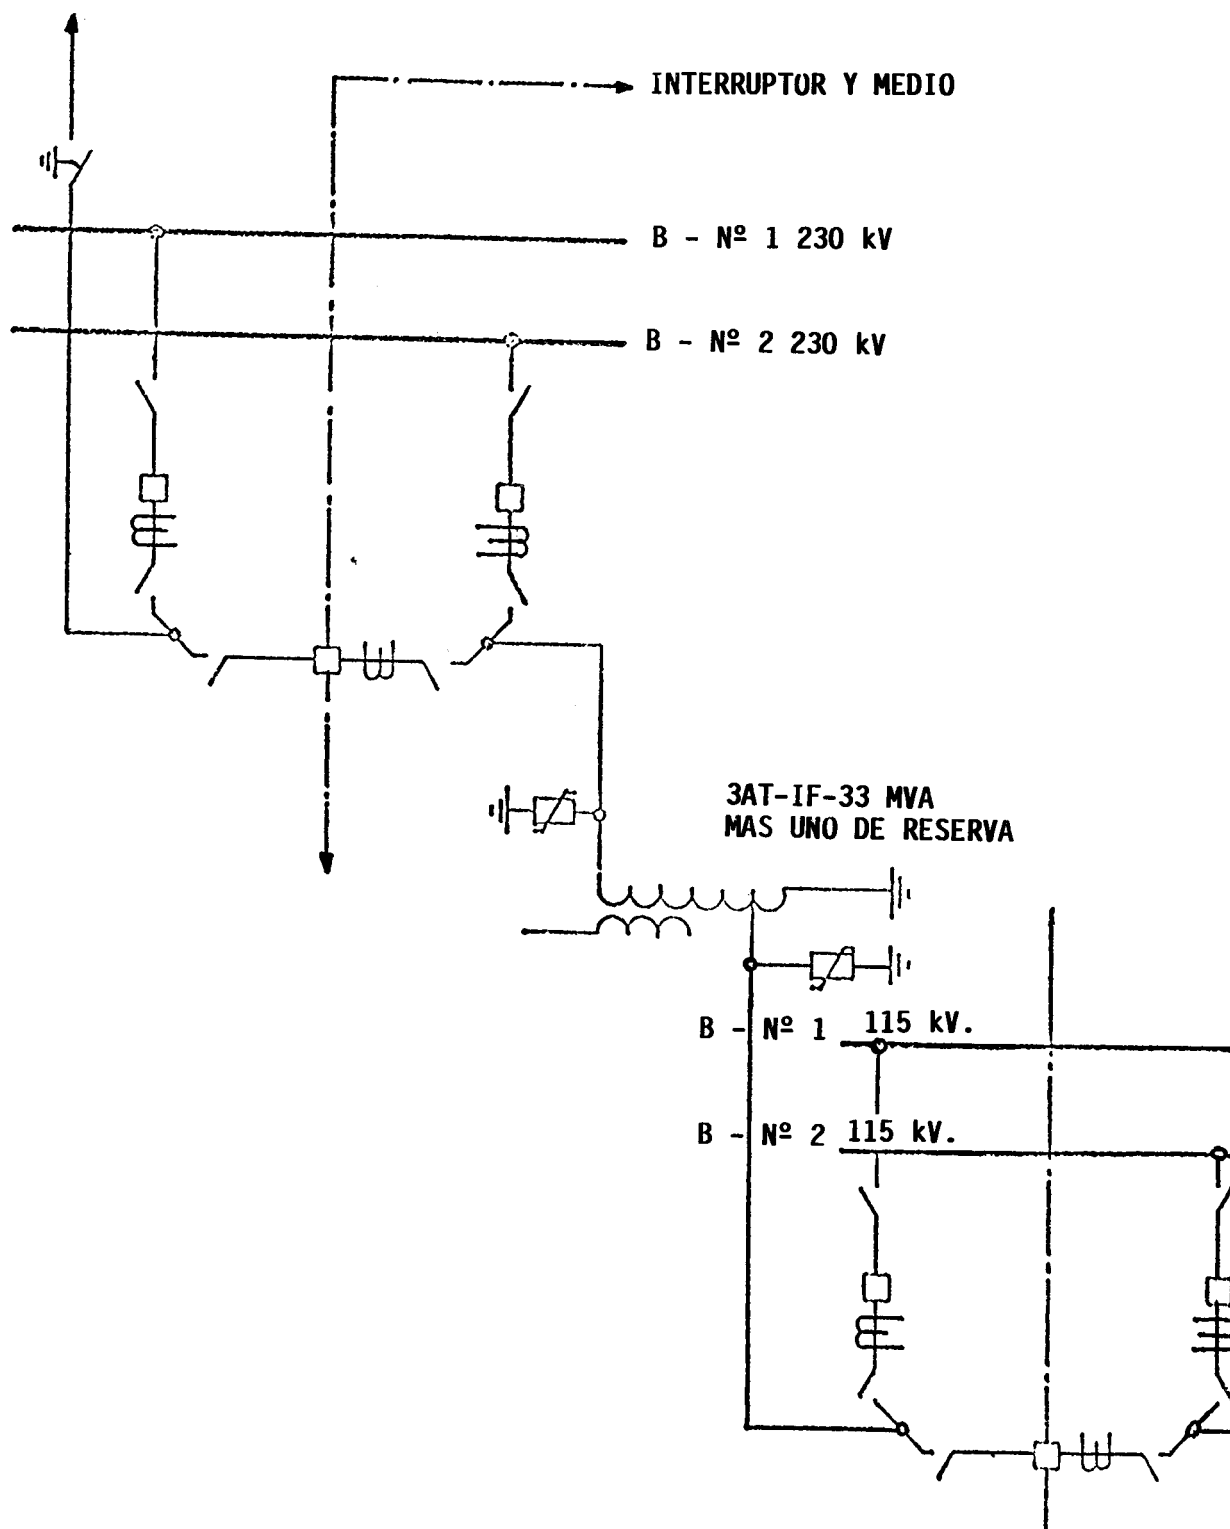 INTERRUPTOR Y MEDIO
B - Nº 1 230 kV
B - Nº 2 230 kV
3AT-IF-33 MVA
MAS UNO DE RESERVA
B - Nº 1 115 kV.
B - Nº 2 115 kV.